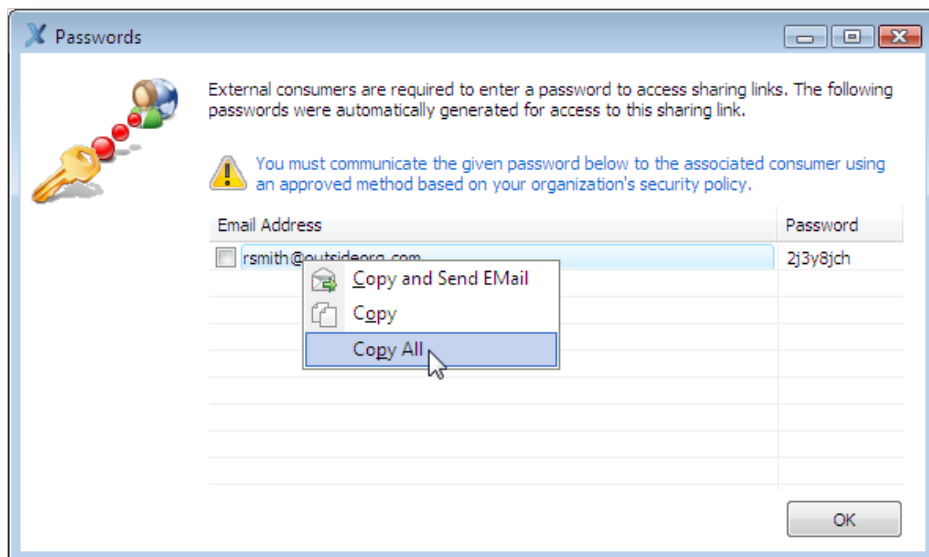 Passwords
External consumers are required to enter a password to access sharing links. The following
passwords were automatically generated for access to this sharing link.
You must communicate the given password below to the associated consumer using
an approved method based on your organization's security policy.
Email Address Password
rsmith@outsideorg.com 2j3y8jch
Copy and Send EMail
Copy
Copy All
OK